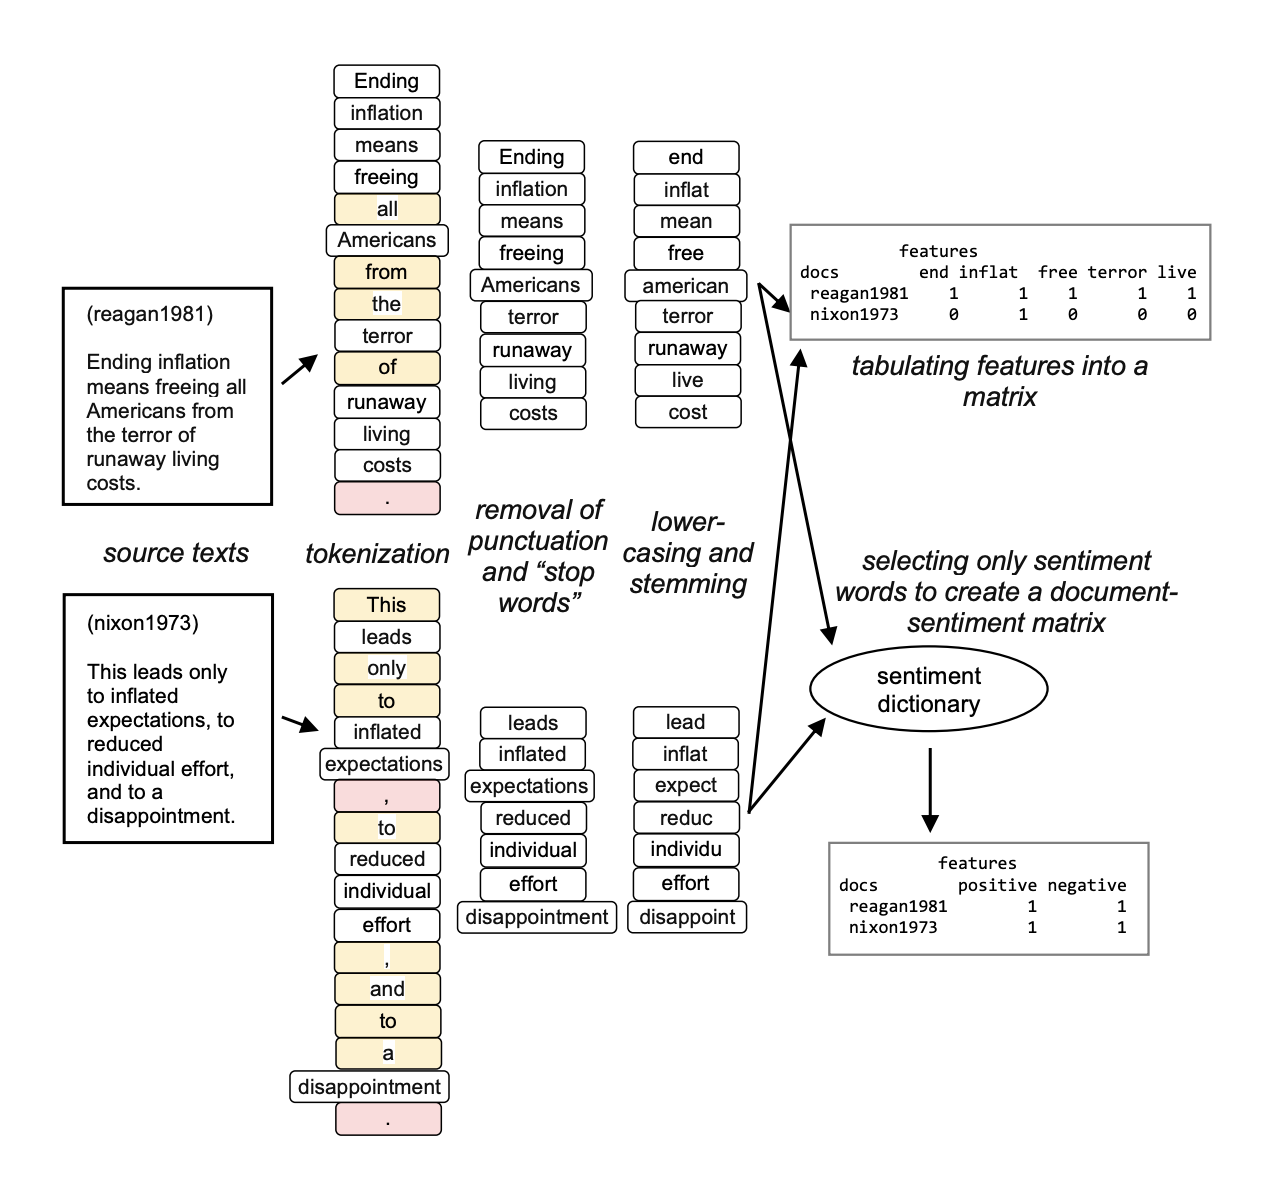 (reagan1981)
Ending inflation
means freeing all
Americans from
the terror of
runaway living
costs.
source texts
(nixon1973)
This leads only
to inflated
expectations, to
reduced
individual effort,
and to a
disappointment.
Ending
inflation
means
freeing
all
Americans
from
the
terror
of
runaway
living
costs
.
tokenization
This
leads
only
to
inflated
expectations
,
to
reduced
individual
effort
,
and
to
a
disappointment
.
Ending
inflation
means
freeing
Americans
terror
runaway
living
costs
removal of
punctuation
and “stop
words”
leads
inflated
expectations
reduced
individual
effort
disappointment
end
inflat
mean
free
american
terror
runaway
live
cost
lower-
casing and
stemming
lead
inflat
expect
reduc
individu
effort
disappoint
features
docs end inflat free terror live
reagan1981 1 1 1 1 1
nixon1973 0 1 0 0 0
tabulating features into a
matrix
selecting only sentiment
words to create a document-
sentiment matrix
sentiment
dictionary
features
docs positive negative
reagan1981 1 1
nixon1973 1 1